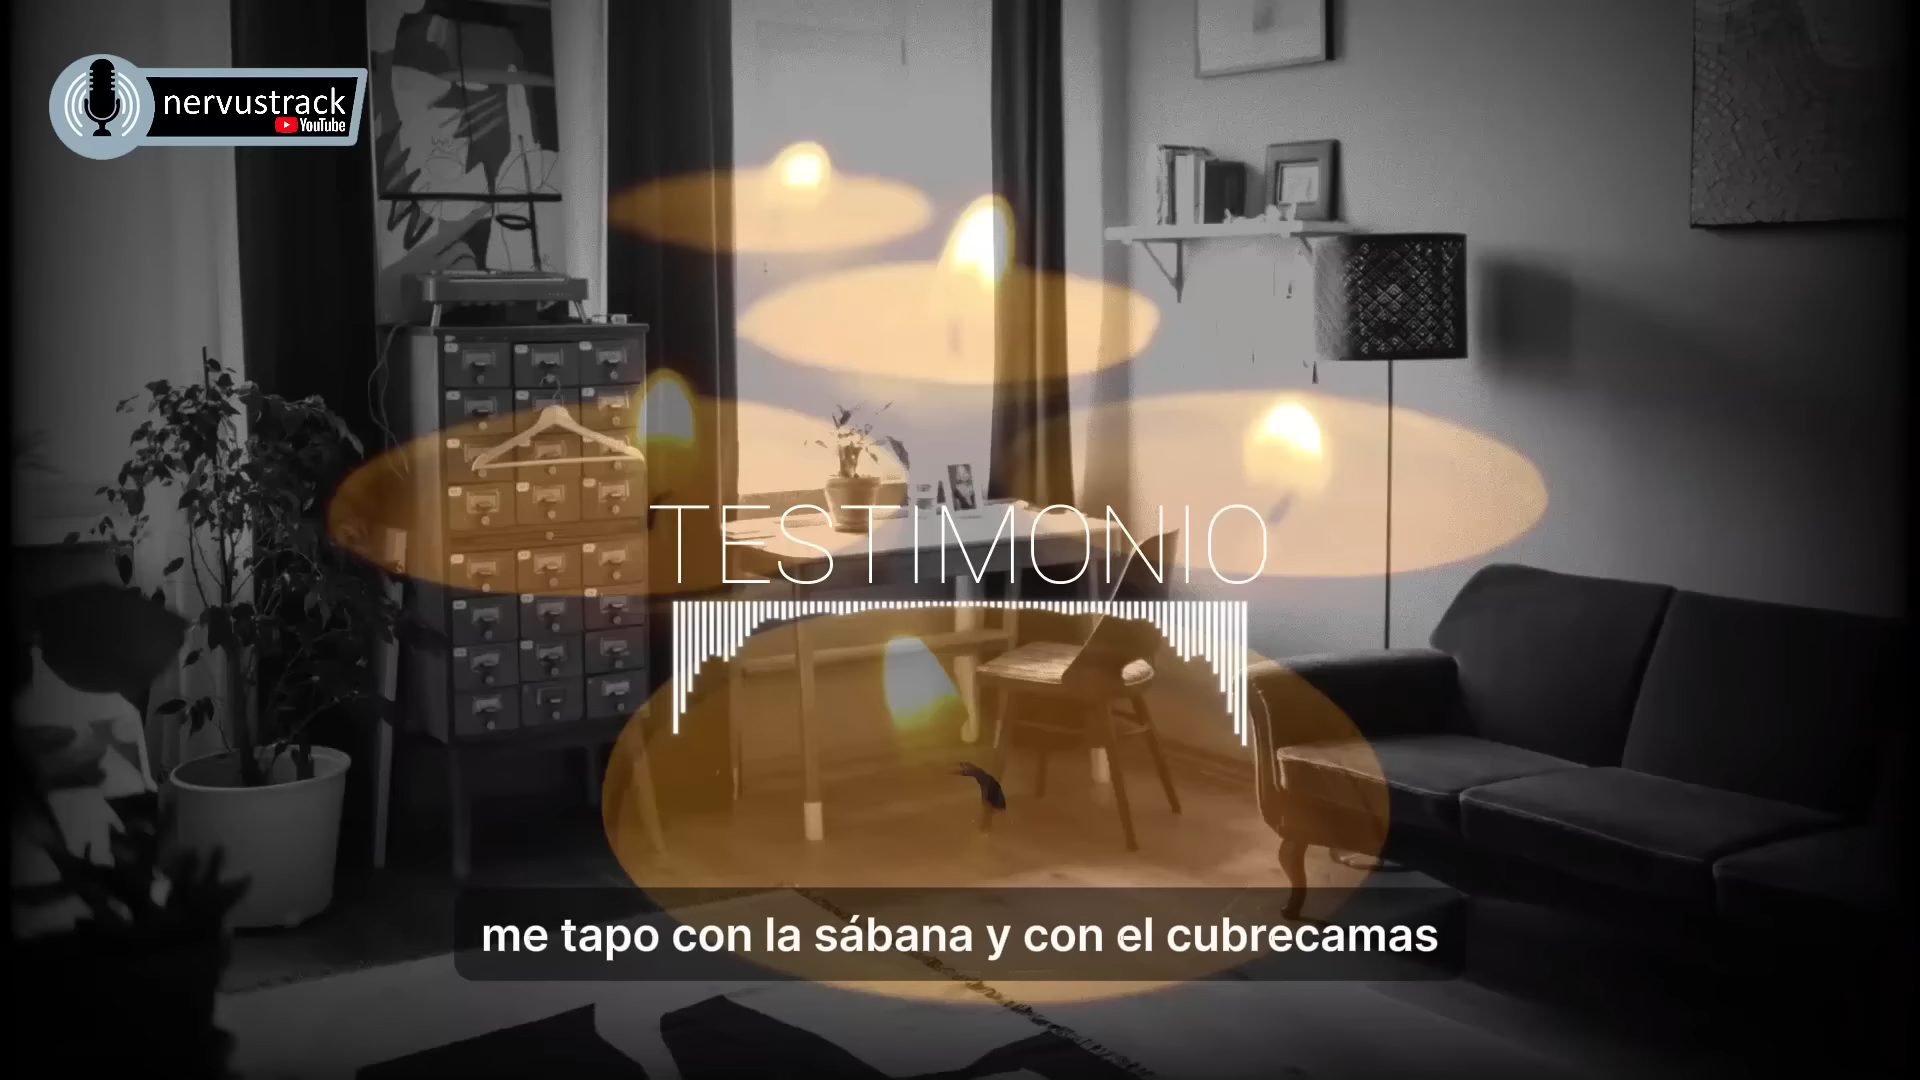 nervustrack
YouTube
TESTIMONIO
me tapo con la sábana y con el cubrecamas